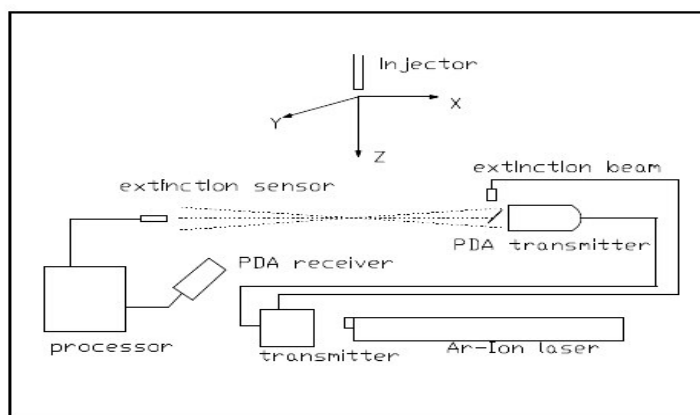 Injector
X
Y
Z
extinction beam
extinction sensor
PDA transmitter
PDA receiver
processor
transmitter
Ar-Ion laser